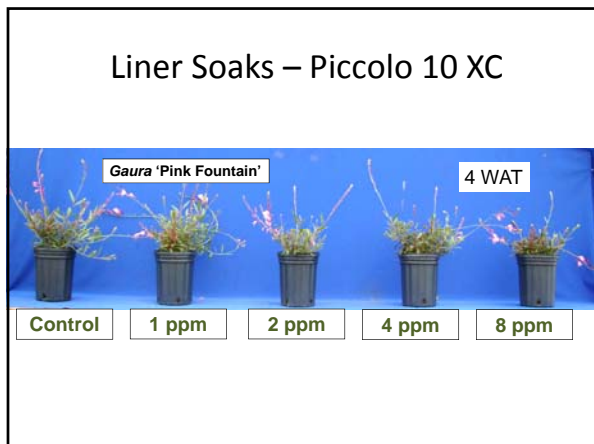 Liner Soaks – Piccolo 10 XC
Gaura 'Pink Fountain'
4 WAT
Control
1 ppm
2 ppm
4 ppm
8 ppm